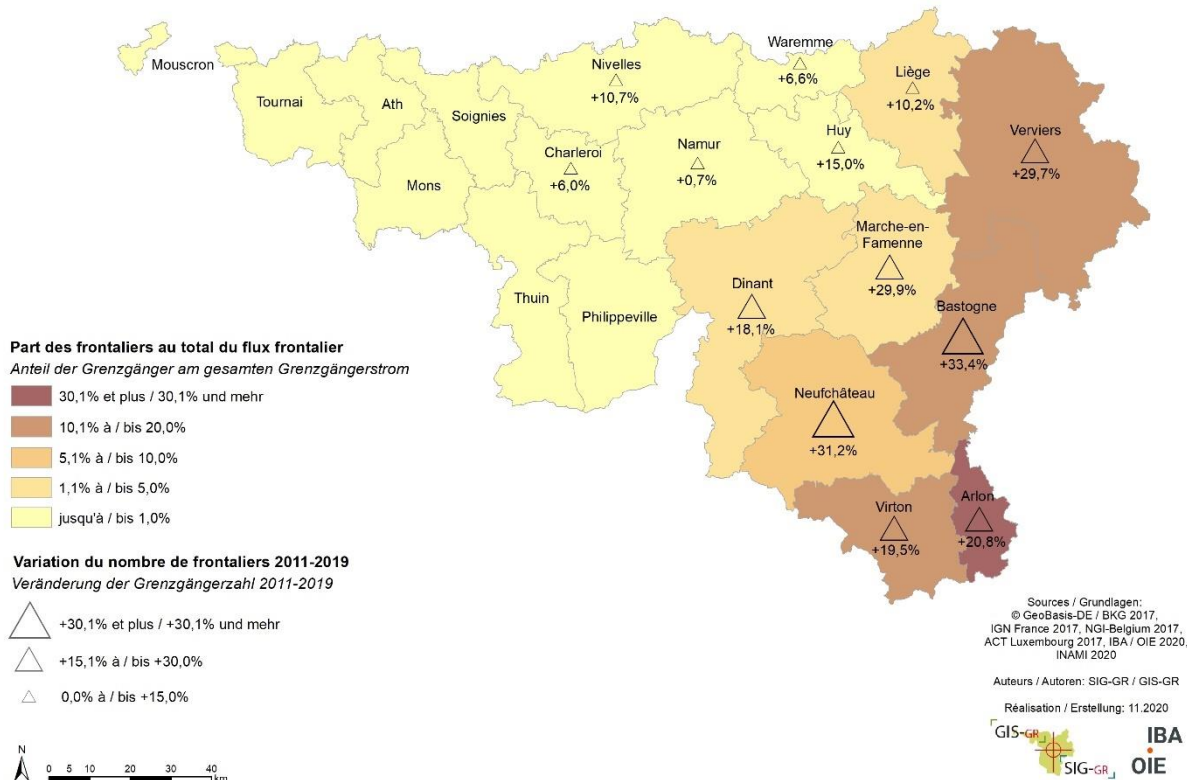 Mouscron
Tournai
Ath
Soignies
Mons
Nivelles
+10,7%
Charleroi
+6,0%
Namur
+0,7%
Waremme
+6,6%
Huy
+15,0%
Liège
+10,2%
Verviers
+29,7%
Marche-en-
Famenne
+29,9%
Dinant
+18,1%
Thuin
Philippeville
Bastogne
+33,4%
Neufchâteau
+31,2%
Virton
+19,5%
Arlon
+20,8%
Part des frontaliers au total du flux frontalier
Anteil der Grenzgänger am gesamten Grenzgängerstrom
30,1% et plus / 30,1% und mehr
10,1% à / bis 20,0%
5,1% à / bis 10,0%
1,1% à / bis 5,0%
jusqu'à / bis 1,0%
Variation du nombre de frontaliers 2011-2019
Veränderung der Grenzgängerzahl 2011-2019
+30,1% et plus / +30,1% und mehr
+15,1% à / bis +30,0%
0,0% à / bis +15,0%
N
0 5 10 20 30 40
km
Sources / Grundlagen:
© GeoBasis-DE / BKG 2017,
IGN France 2017, NGI-Belgium 2017,
ACT Luxembourg 2017, IBA / OIE 2020,
INAMI 2020
Auteurs / Autoren: SIG-GR / GIS-GR
Réalisation / Erstellung: 11.2020
GIS-GR
SIG-GR
IBA
OIE